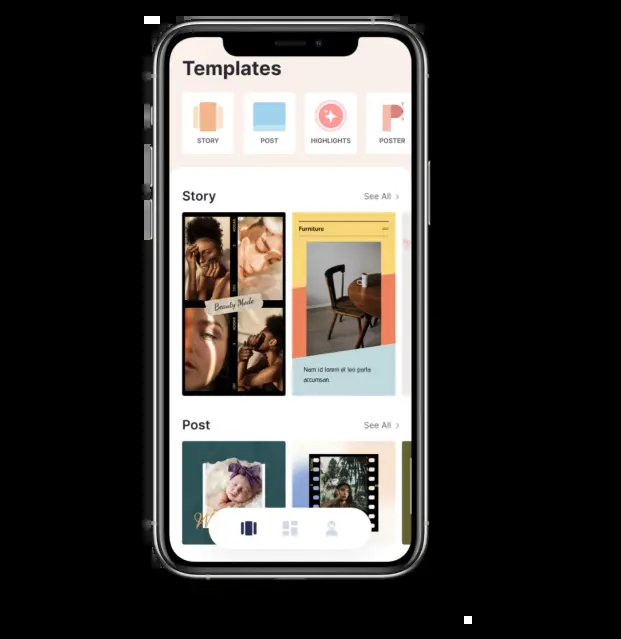 Templates
STORY
POST
HIGHLIGHTS
POSTER
Story
See All
Furniture
Beauty Mode
Nam id lorem et leo porta
accumsan
Post
See All